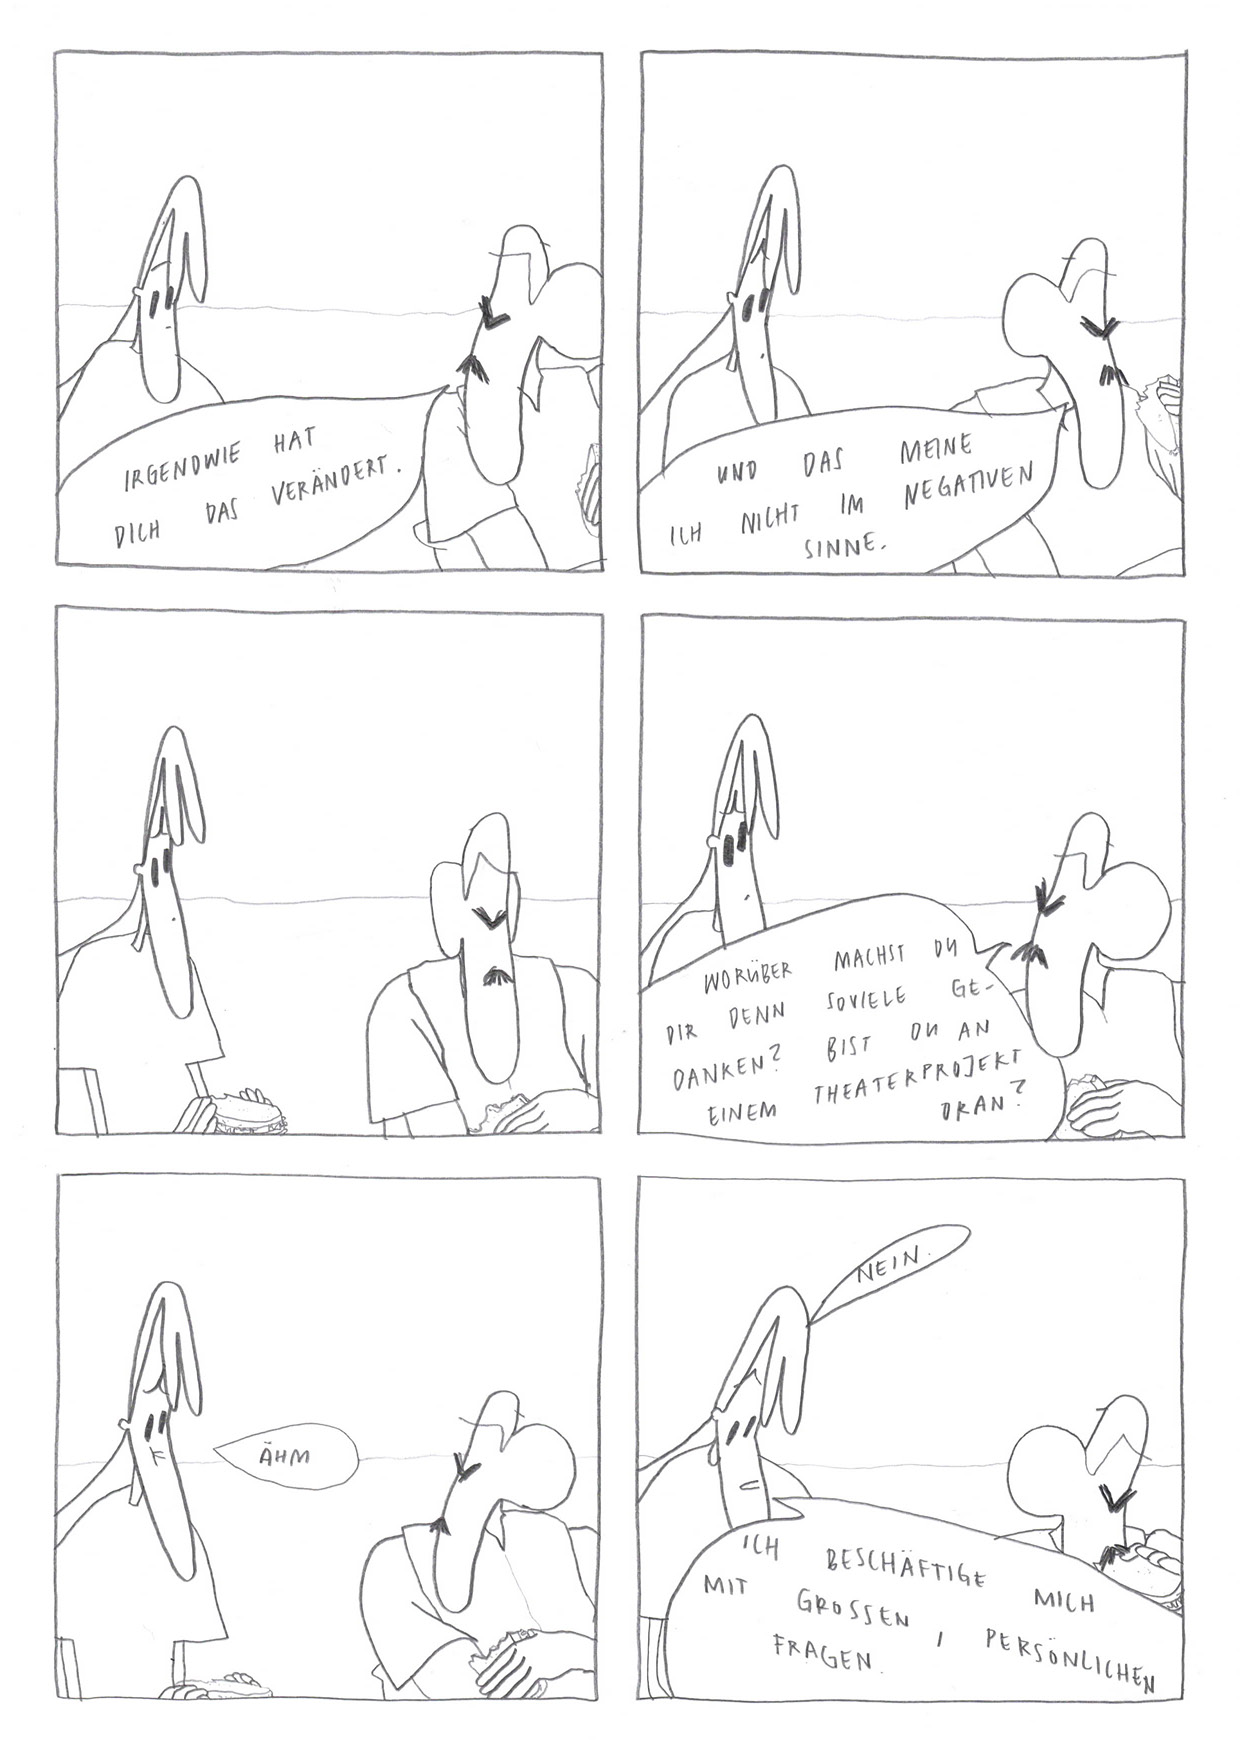 IRGENDWIE HAT
DICH DAS VERÄNDERT.
UND DAS MEINE
ICH NICHT IM NEGATIVEN
SINNE.
WORÜBER MACHST DU
DIR DENN SOVIELE GE-
DANKEN? BIST DU AN
EINEM THEATERPROJEKT
DRAN?
ÄHM
NEIN.
ICH BESCHÄFTIGE MICH
MIT GROSSEN, PERSÖNLICHEN
FRAGEN.